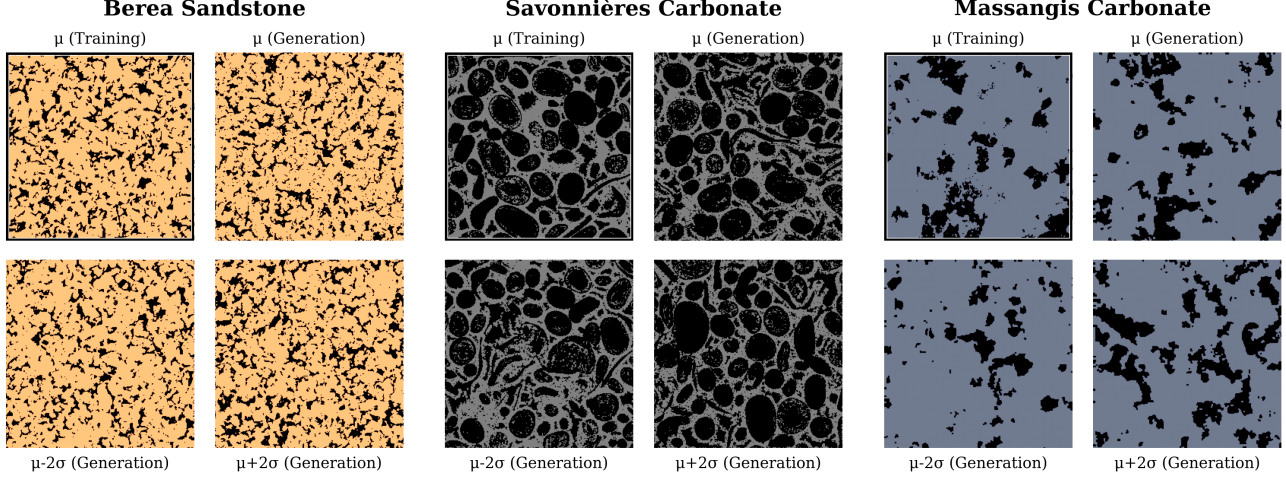 Berea Sandstone
μ (Training)
μ (Generation)
μ-2σ (Generation)
μ+2σ (Generation)
Savonnières Carbonate
μ (Training)
μ (Generation)
μ-2σ (Generation)
μ+2σ (Generation)
Massangis Carbonate
μ (Training)
μ (Generation)
μ-2σ (Generation)
μ+2σ (Generation)